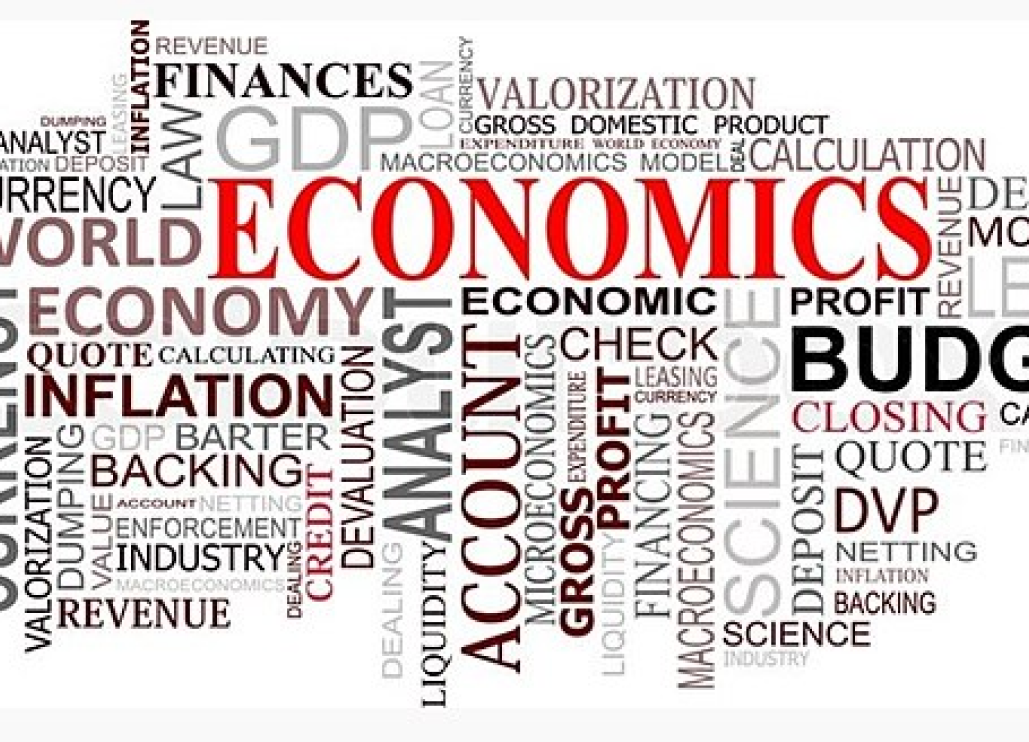 INFLATION
REVENUE
FINANCES
LEASING
LAW
GDP
LOAN
CURRENCY
VALORIZATION
GROSS DOMESTIC PRODUCT
EXPENDITURE WORLD ECONOMY
MACROECONOMICS MODEL
DEAL
CALCULATION
DUMPING
ANALYST
ATION DEPOSIT
URRENCY
WORLD
ECONOMICS
REVENUE
DE
MO
LE
ECONOMY
ANALYST
ECONOMIC
SCIENCE
PROFIT
BUDG
QUOTE CALCULATING
INFLATION
DEVALUATION
ACCOUNT
MICROECONOMICS
CHECK
EXPENDITURE
PROFIT
LEASING
CURRENCY
CLOSING
CA
QUOTE
FIN
VALORIZATION
DUMPING
GDP BARTER
BACKING
VALUE
ACCOUNT NETTING
ENFORCEMENT
INDUSTRY
MACROECONOMICS
DEALING
CREDIT
REVENUE
DEALING
LIQUIDITY
GROSS
LIQUIDITY
FINANCING
MACROECONOMICS
DEPOSIT
DVP
NETTING
INFLATION
BACKING
SCIENCE
INDUSTRY